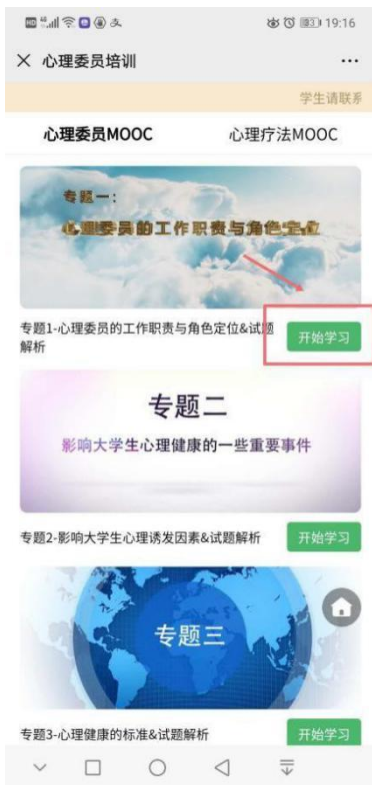 19:16
心理委员培训
学生请联系
心理委员MOOC
心理疗法MOOC
专题一：
心理委员的工作职责与角色定位
专题1-心理委员的工作职责与角色定位&试题
解析
开始学习
专题二
影响大学生心理健康的一些重要事件
专题2-影响大学生心理诱发因素&试题解析
开始学习
专题三
专题3-心理健康的标准&试题解析
开始学习